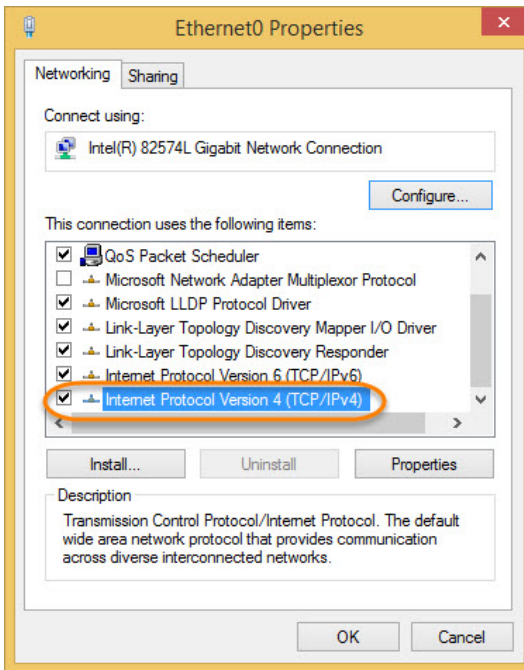 Ethernet0 Properties
Networking
Sharing
Connect using:
Intel(R) 82574L Gigabit Network Connection
Configure...
This connection uses the following items:
QoS Packet Scheduler
Microsoft Network Adapter Multiplexor Protocol
Microsoft LLDP Protocol Driver
Link-Layer Topology Discovery Mapper I/O Driver
Link-Layer Topology Discovery Responder
Internet Protocol Version 6 (TCP/IPv6)
Internet Protocol Version 4 (TCP/IPv4)
Install...
Uninstall
Properties
Description
Transmission Control Protocol/Internet Protocol. The default
wide area network protocol that provides communication
across diverse interconnected networks.
OK
Cancel